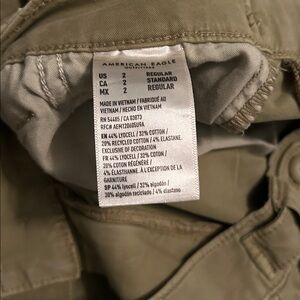 AMERICAN EAGLE
OUTFITTERS
US 2 REGULAR
CA 2 STANDARD
MX 2 REGULAR
MADE IN VIETNAM / FABRIQUÉ AU
VIETNAM / HECHO EN VIETNAM
RN 54485 / CA 03073
EN 44% LYOCELL / 32% COTTON /
20% RECYCLED COTTON / 4% ELASTANE.
EXCLUSIVE OF DECORATION
FR 44% LYOCELL / 32% COTON /
20% COTON RÉGÉNÉRÉ /
4% ÉLASTHANNE. À L'EXCEPTION DE LA
GARNITURE
SP 44% lyocell / 32% algodón /
20% algodón reciclado / 4% elastano